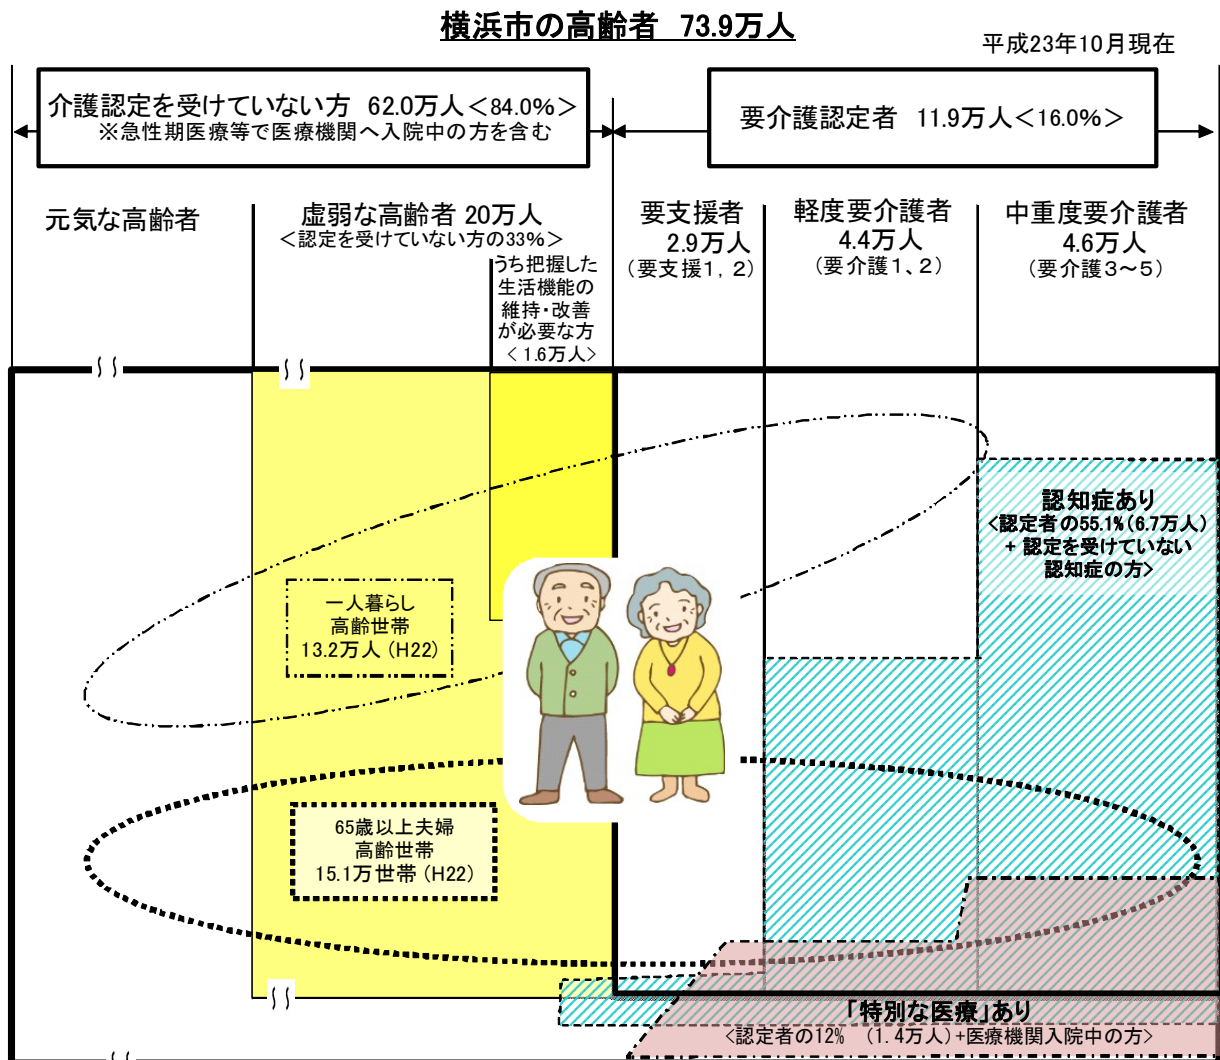 横浜市の高齢者 73.9万人
平成23年10月現在
介護認定を受けていない方 62.0万人<84.0%>
※急性期医療等で医療機関へ入院中の方を含む
要介護認定者 11.9万人<16.0%>
元気な高齢者
虚弱な高齢者 20万人
<認定を受けていない方の33%>
うち把握した
生活機能の
維持・改善
が必要な方
<1.6万人>
要支援者
2.9万人
(要支援1, 2)
軽度要介護者
4.4万人
(要介護1、2)
中重度要介護者
4.6万人
(要介護3~5)
認知症あり
<認定者の55.1%(6.7万人)
+ 認定を受けていない
認知症の方>
一人暮らし
高齢世帯
13.2万人 (H22)
65歳以上夫婦
高齢世帯
15.1万世帯 (H22)
「特別な医療」あり
<認定者の12% (1.4万人)+医療機関入院中の方>